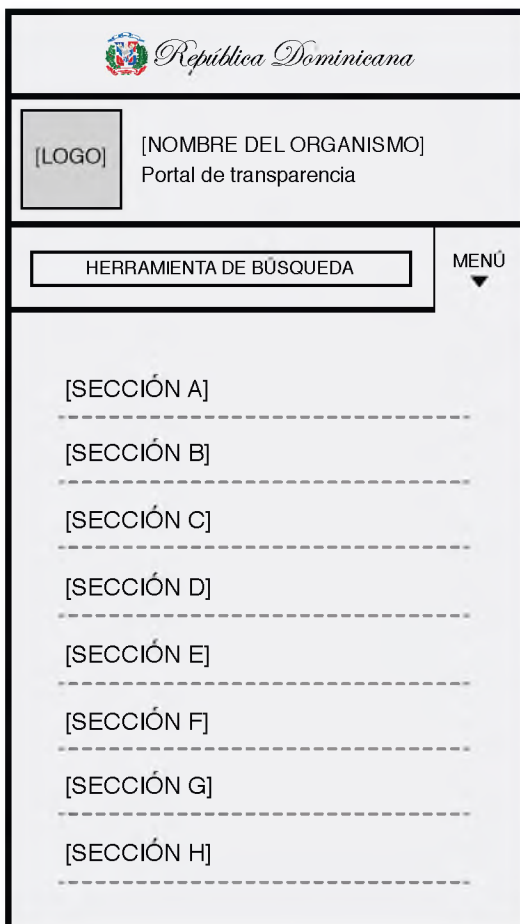 República Dominicana
[LOGO]
[NOMBRE DEL ORGANISMO]
Portal de transparencia
HERRAMIENTA DE BÚSQUEDA
MENÚ
[SECCIÓN A]
[SECCIÓN B]
[SECCIÓN C]
[SECCIÓN D]
[SECCIÓN E]
[SECCIÓN F]
[SECCIÓN G]
[SECCIÓN H]